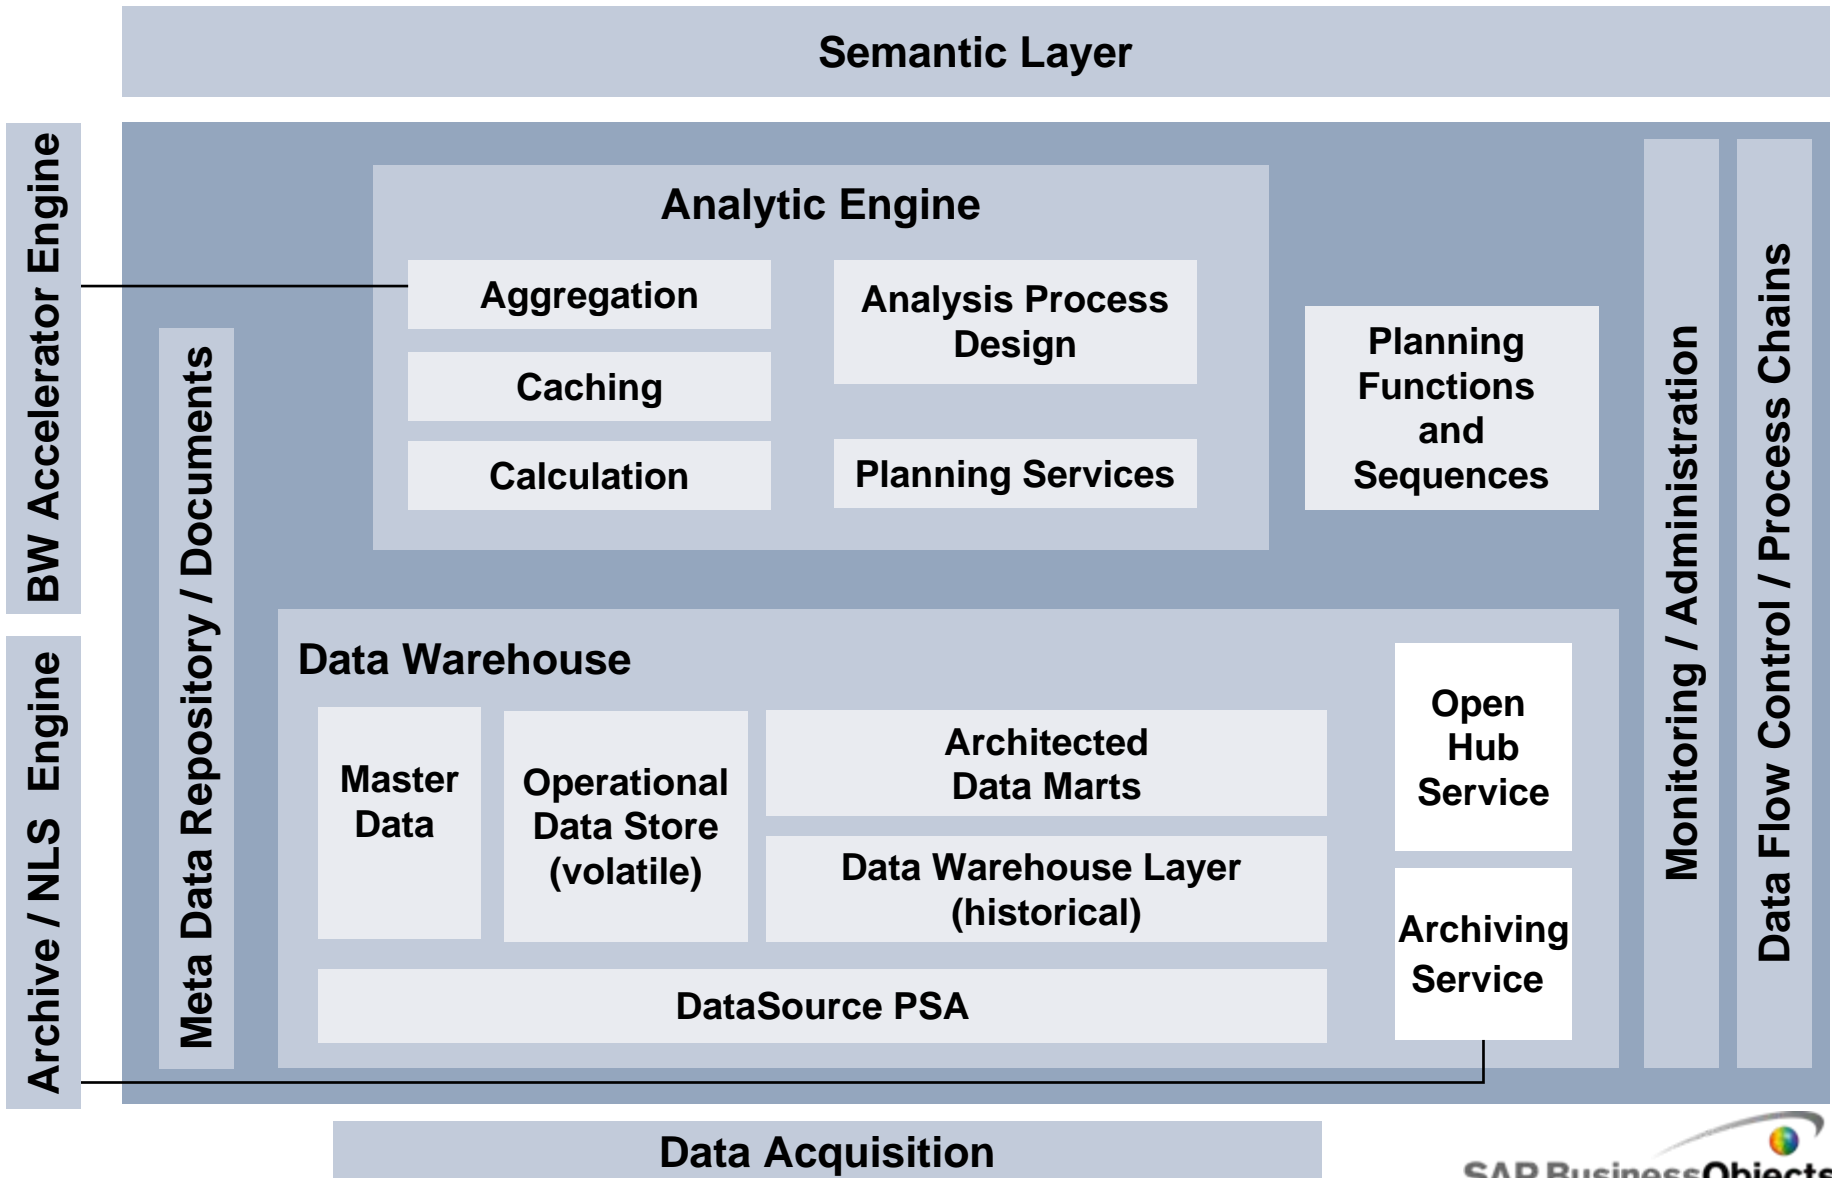 Semantic Layer
BW Accelerator Engine
Archive / NLS Engine
Meta Data Repository / Documents
Analytic Engine
Aggregation
Caching
Calculation
Analysis Process
Design
Planning Services
Planning
Functions
and
Sequences
Data Warehouse
Master
Data
Operational
Data Store
(volatile)
Architected
Data Marts
Data Warehouse Layer
(historical)
DataSource PSA
Open
Hub
Service
Archiving
Service
Monitoring / Administration
Data Flow Control / Process Chains
Data Acquisition
SAP BusinessObjects